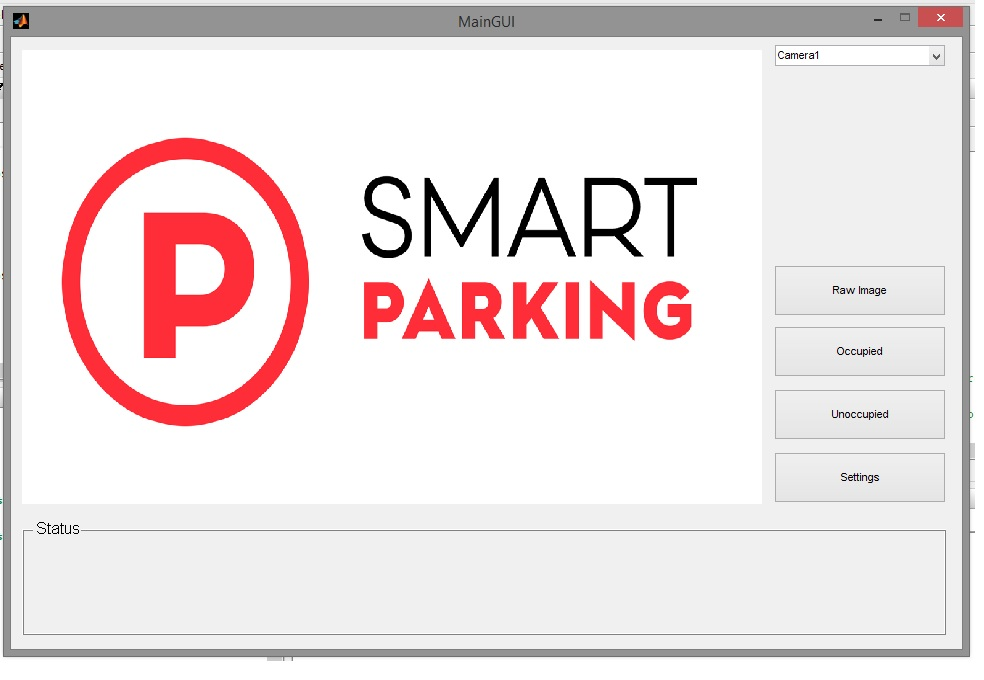 MainGUI
Camera1
P
SMART
PARKING
Raw Image
Occupied
Unoccupied
Settings
Status